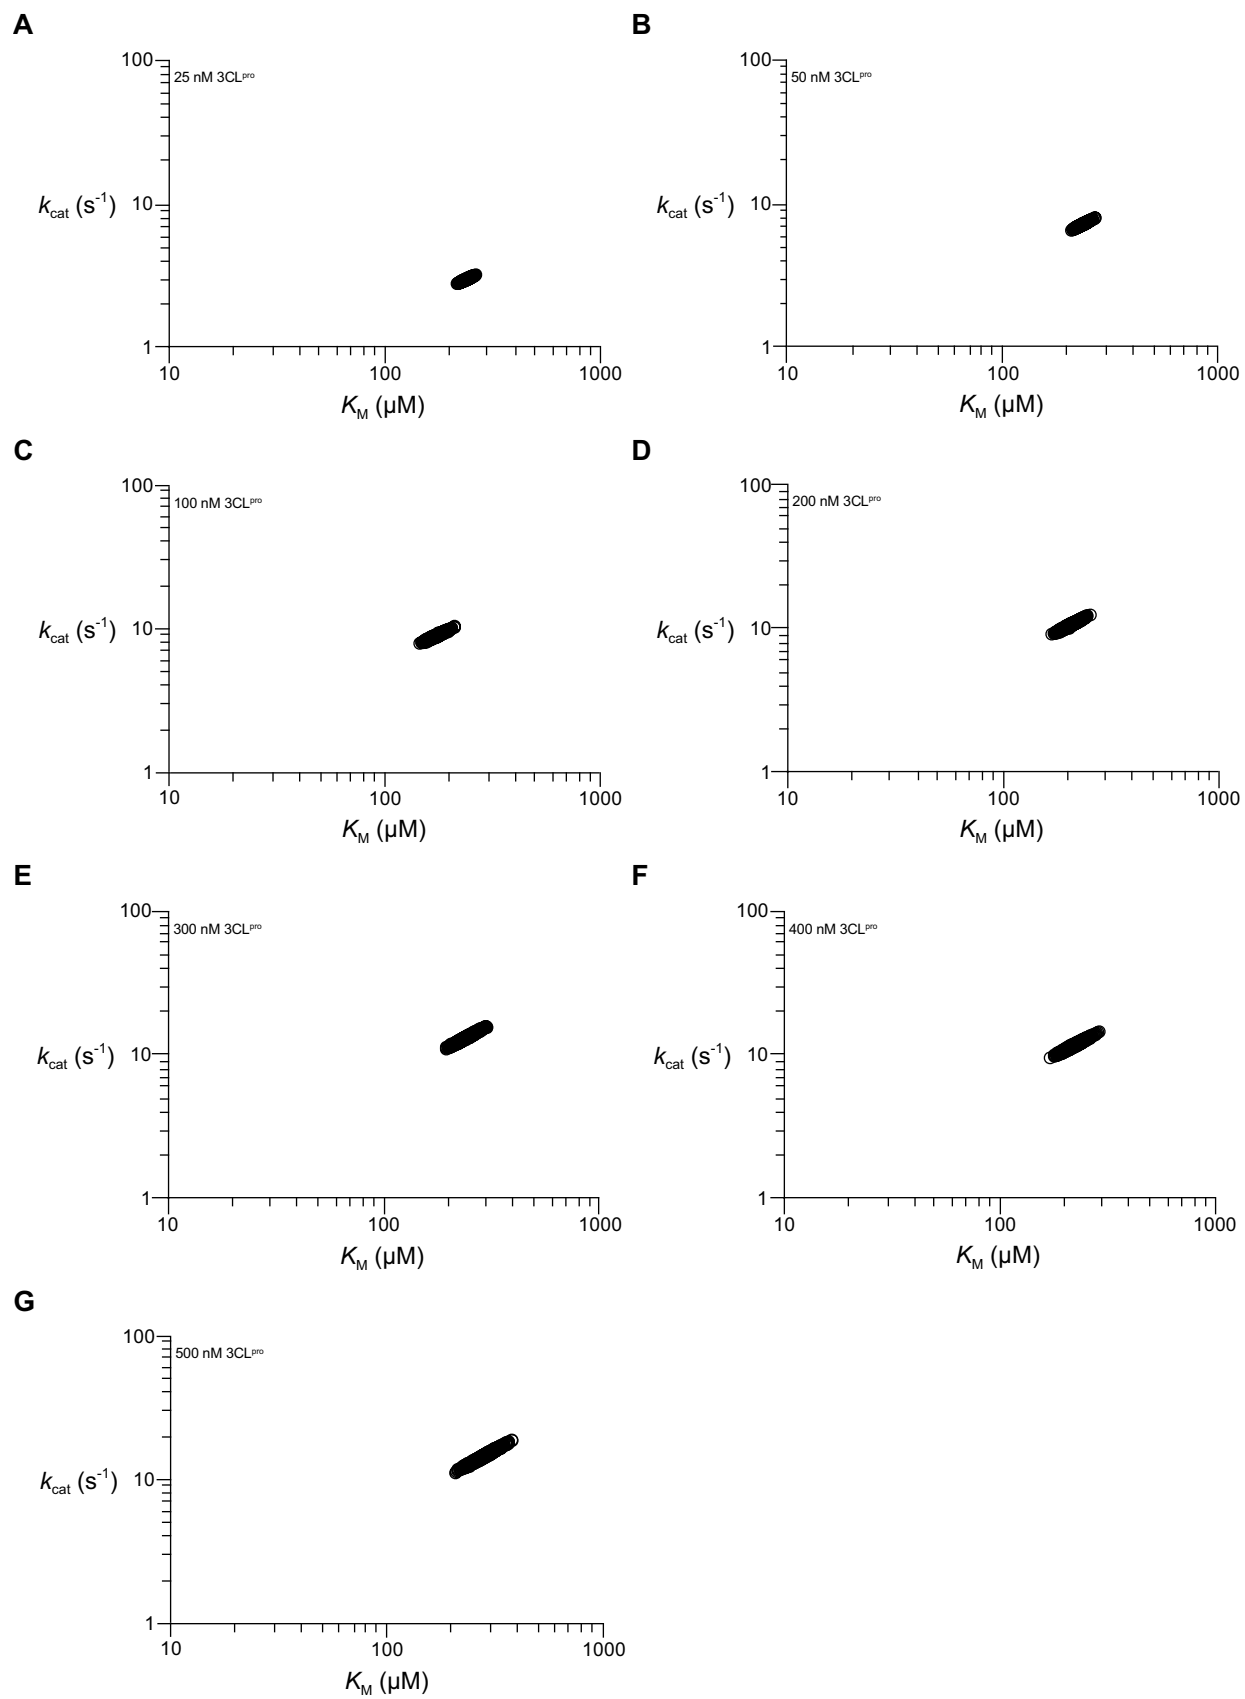 A
100
25 nM 3CLpro
kcat (s-1)
10
1
10
100
1000
KM (µM)
B
100
50 nM 3CLpro
kcat (s-1)
10
1
10
100
1000
KM (µM)
C
100
100 nM 3CLpro
kcat (s-1)
10
1
10
100
1000
KM (µM)
D
100
200 nM 3CLpro
kcat (s-1)
10
1
10
100
1000
KM (µM)
E
100
300 nM 3CLpro
kcat (s-1)
10
1
10
100
1000
KM (µM)
F
100
400 nM 3CLpro
kcat (s-1)
10
1
10
100
1000
KM (µM)
G
100
500 nM 3CLpro
kcat (s-1)
10
1
10
100
1000
KM (µM)